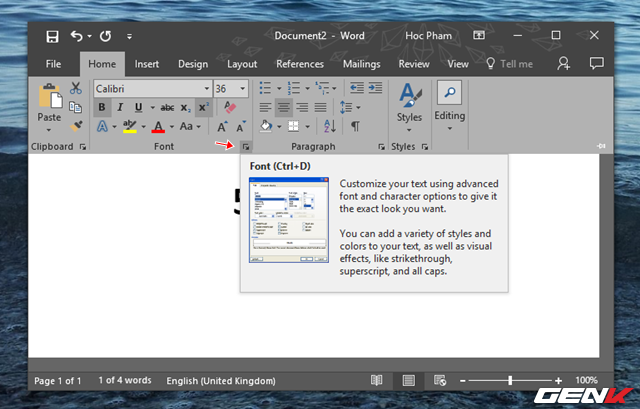 Document2 - Word
Hoc Pham
File Home Insert Design Layout References Mailings Review View Tell me
Calibri 36
B I U abc x₂ x²
A aby A Aa A A
Paste
Styles
Editing
Clipboard Font Paragraph Styles
Font (Ctrl+D)
Customize your text using advanced
font and character options to give it
the exact look you want.
You can add a variety of styles and
colors to your text, as well as visual
effects, like strikethrough,
superscript, and all caps.
5
Page 1 of 1 1 of 4 words English (United Kingdom) 100%
GENK